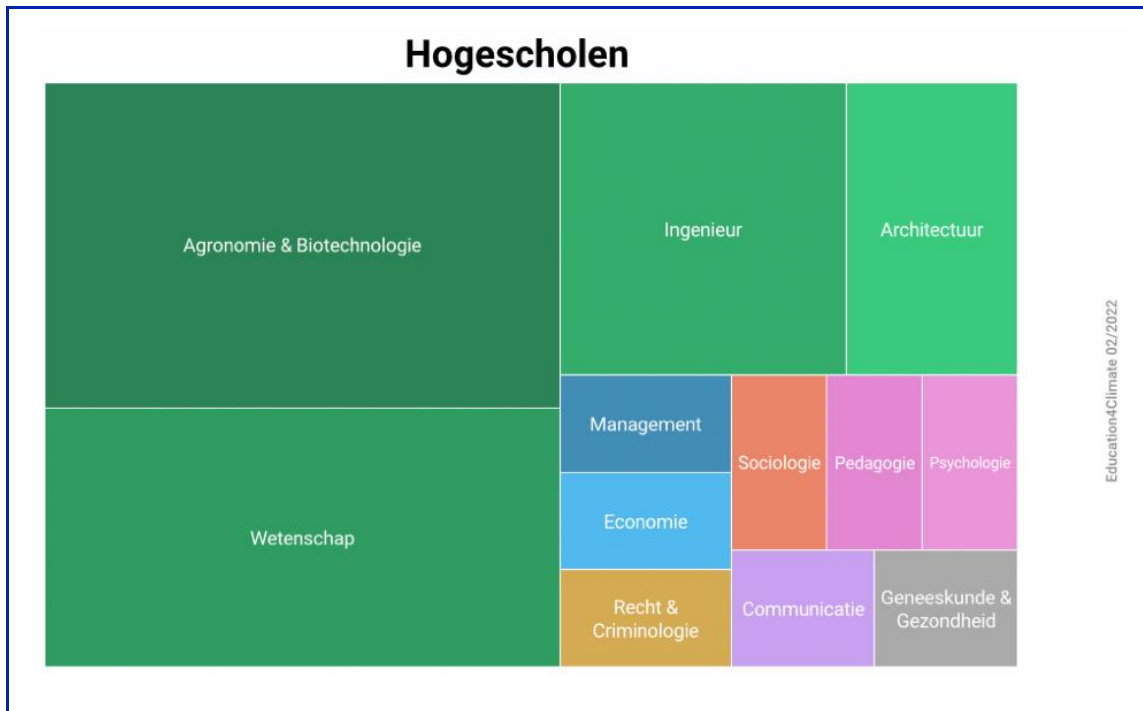 Hogescholen
Agronomie & Biotechnologie
Ingenieur
Architectuur
Wetenschap
Management
Economie
Recht &
Criminologie
Sociologie
Pedagogie
Psychologie
Communicatie
Geneeskunde &
Gezondheid
Education4Climate 02/2022